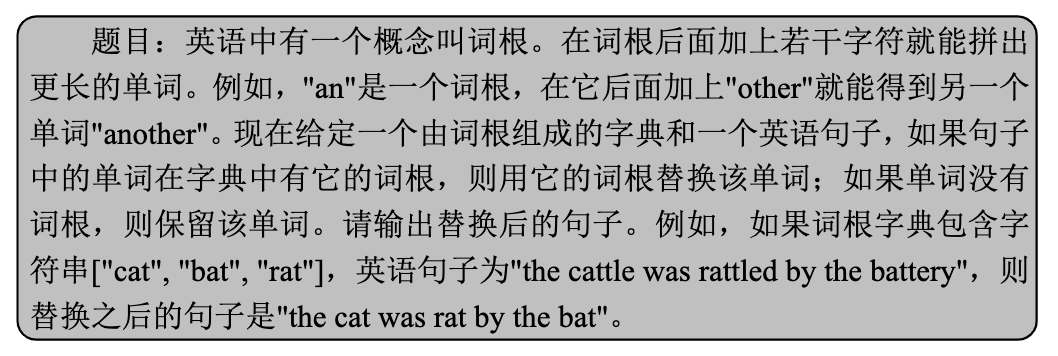 题目：英语中有一个概念叫词根。在词根后面加上若干字符就能拼出
更长的单词。例如，"an"是一个词根，在它后面加上"other"就能得到另一个
单词"another"。现在给定一个由词根组成的字典和一个英语句子，如果句子
中的单词在字典中有它的词根，则用它的词根替换该单词；如果单词没有
词根，则保留该单词。请输出替换后的句子。例如，如果词根字典包含字
符串["cat", "bat", "rat"]，英语句子为"the cattle was rattled by the battery"，则
替换之后的句子是"the cat was rat by the bat"。